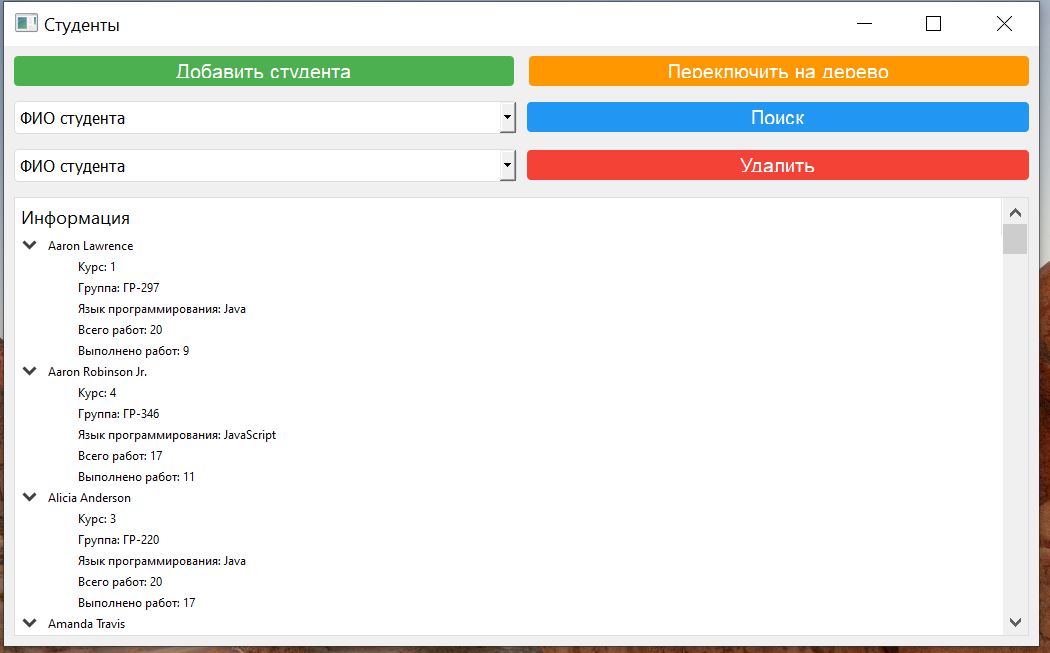 Студенты
Добавить студента
Переключить на дерево
ФИО студента
Поиск
ФИО студента
Удалить
Информация
Aaron Lawrence
Курс: 1
Группа: ГР-297
Язык программирования: Java
Всего работ: 20
Выполнено работ: 9
Aaron Robinson Jr.
Курс: 4
Группа: ГР-346
Язык программирования: JavaScript
Всего работ: 17
Выполнено работ: 11
Alicia Anderson
Курс: 3
Группа: ГР-220
Язык программирования: Java
Всего работ: 20
Выполнено работ: 17
Amanda Travis